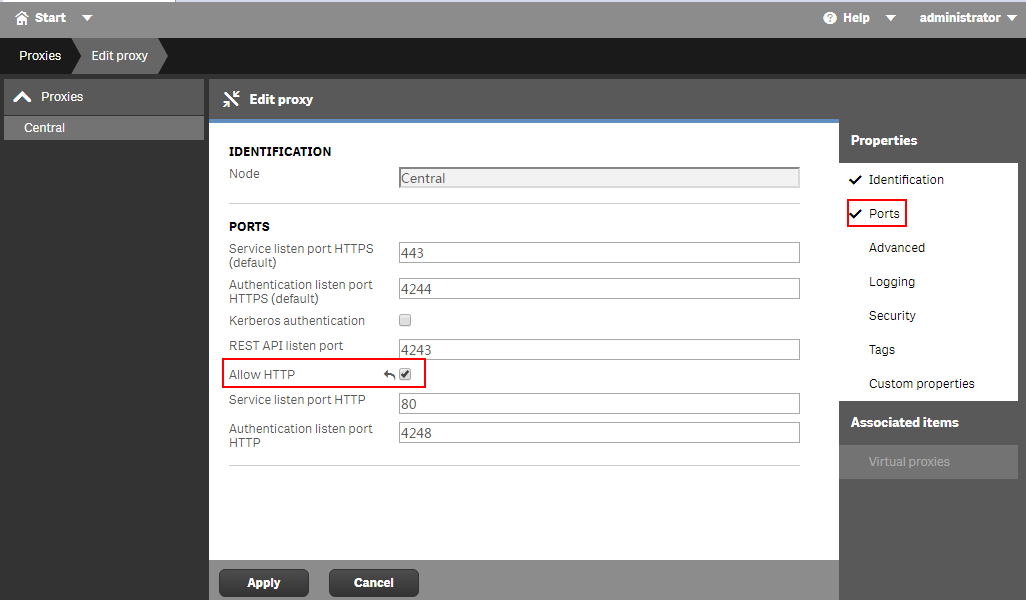 Start
Help
administrator
Proxies
Edit proxy
Proxies
Central
Edit proxy
IDENTIFICATION
Node
Central
PORTS
Service listen port HTTPS
(default)
443
Authentication listen port
HTTPS (default)
4244
Kerberos authentication
REST API listen port
4243
Allow HTTP
Service listen port HTTP
80
Authentication listen port
HTTP
4248
Apply
Cancel
Properties
Identification
Ports
Advanced
Logging
Security
Tags
Custom properties
Associated items
Virtual proxies